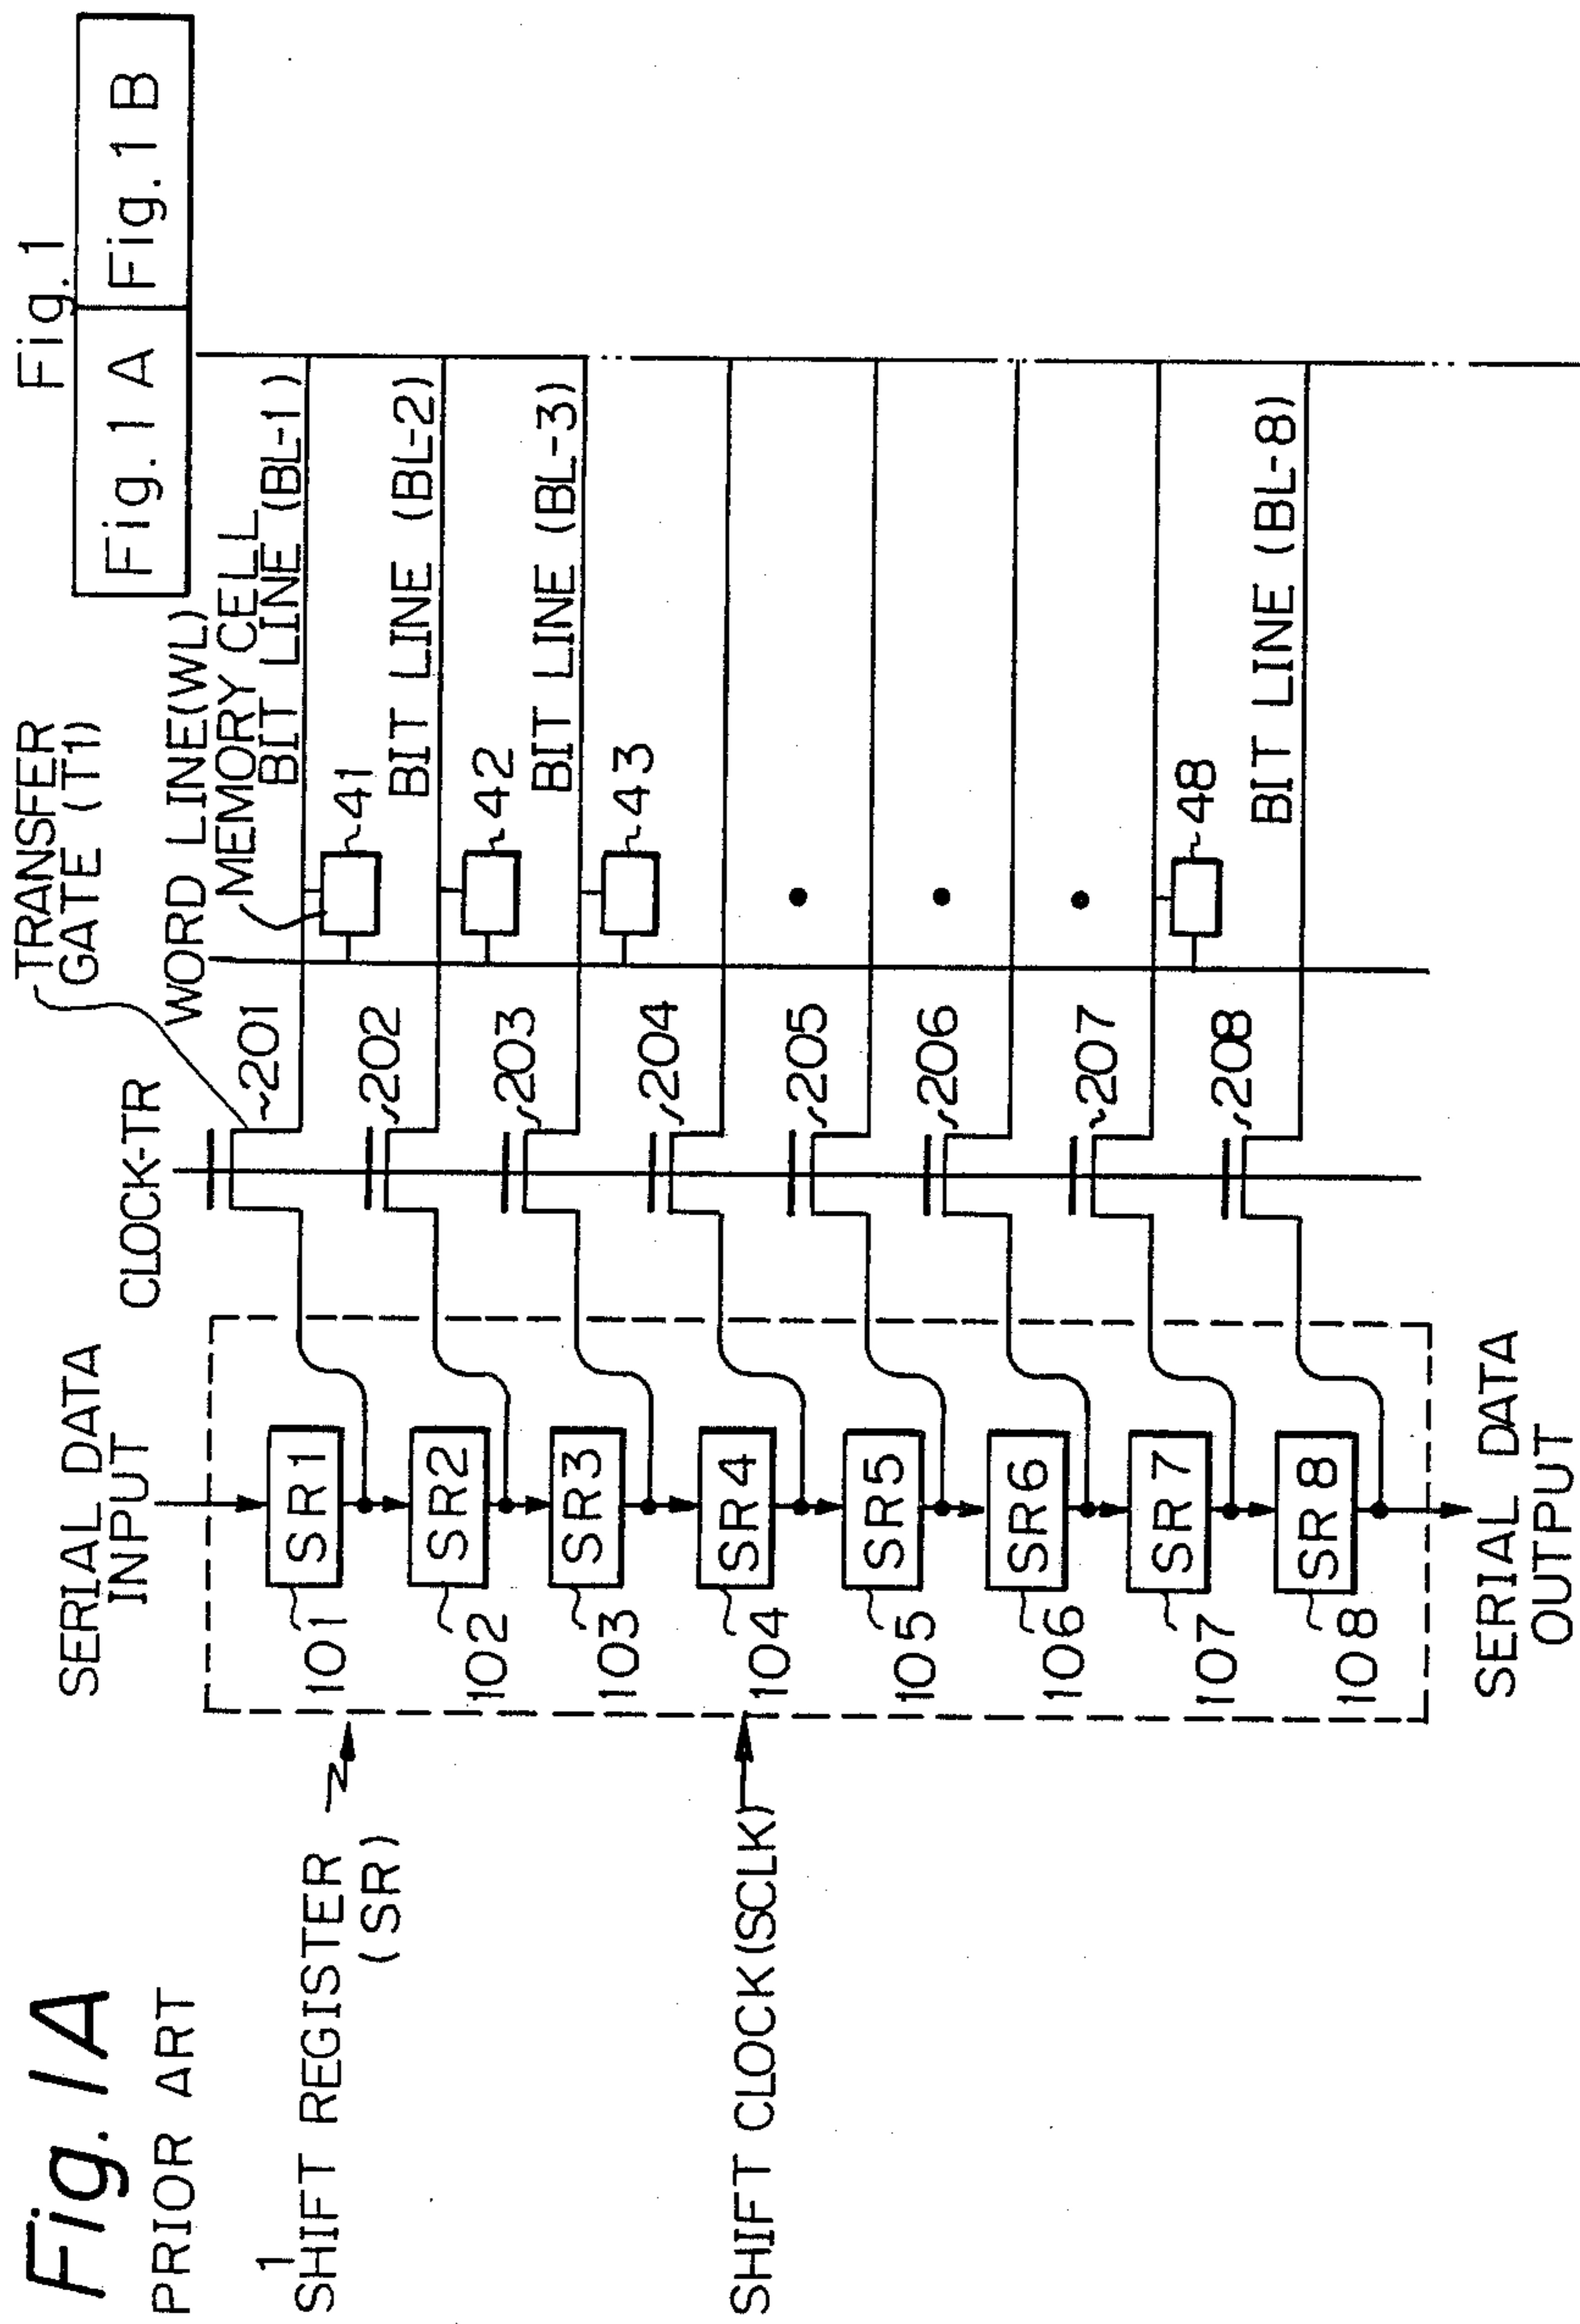 Fig. 1A
PRIOR ART
Fig. 1
Fig. 1 A
Fig. 1 B
1
SHIFT REGISTER
(SR)
SHIFT CLOCK(SCLK)
SERIAL DATA
INPUT
CLOCK-TR
TRANSFER
GATE (T1)
WORD LINE(WL)
MEMORY CELL
BIT LINE (BL-1)
101
SR1
201
41
BIT LINE (BL-2)
102
SR2
202
42
BIT LINE (BL-3)
103
SR3
203
43
104
SR4
204
105
SR5
205
106
SR6
206
107
SR7
207
48
BIT LINE (BL-8)
108
SR8
208
SERIAL DATA
OUTPUT